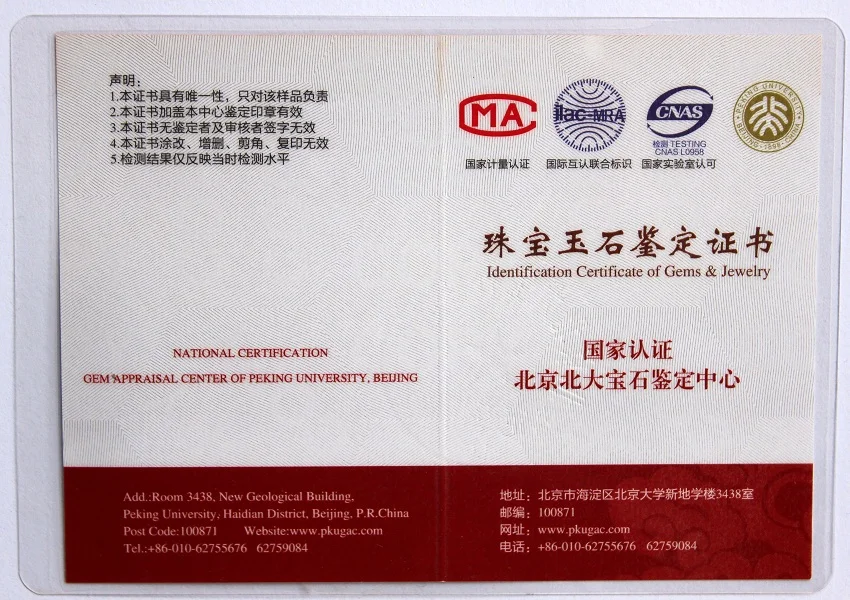 声明:
1.本证书具有唯一性，只对该样品负责
2.本证书加盖本中心鉴定印章有效
3.本证书无鉴定者及审核者签字无效
4.本证书涂改、增删、剪角、复印无效
5.检测结果仅反映当时检测水平
NATIONAL CERTIFICATION
GEM APPRAISAL CENTER OF PEKING UNIVERSITY, BEIJING
Add.:Room 3438, New Geological Building,
Peking University, Haidian District, Beijing, P.R.China
Post Code:100871 Website:www.pkugac.com
Tel.:+86-010-62755676 62759084
MA
国家计量认证
ilac-MRA
国际互认联合标识
CNAS
检测 TESTING
CNAS L0958
国家实验室认可
PEKING UNIVERSITY
1898
珠宝玉石鉴定证书
Identification Certificate of Gems & Jewelry
国家认证
北京北大宝石鉴定中心
地址：北京市海淀区北京大学新地学楼3438室
邮编：100871
网址：www.pkugac.com
电话：+86-010-62755676 62759084